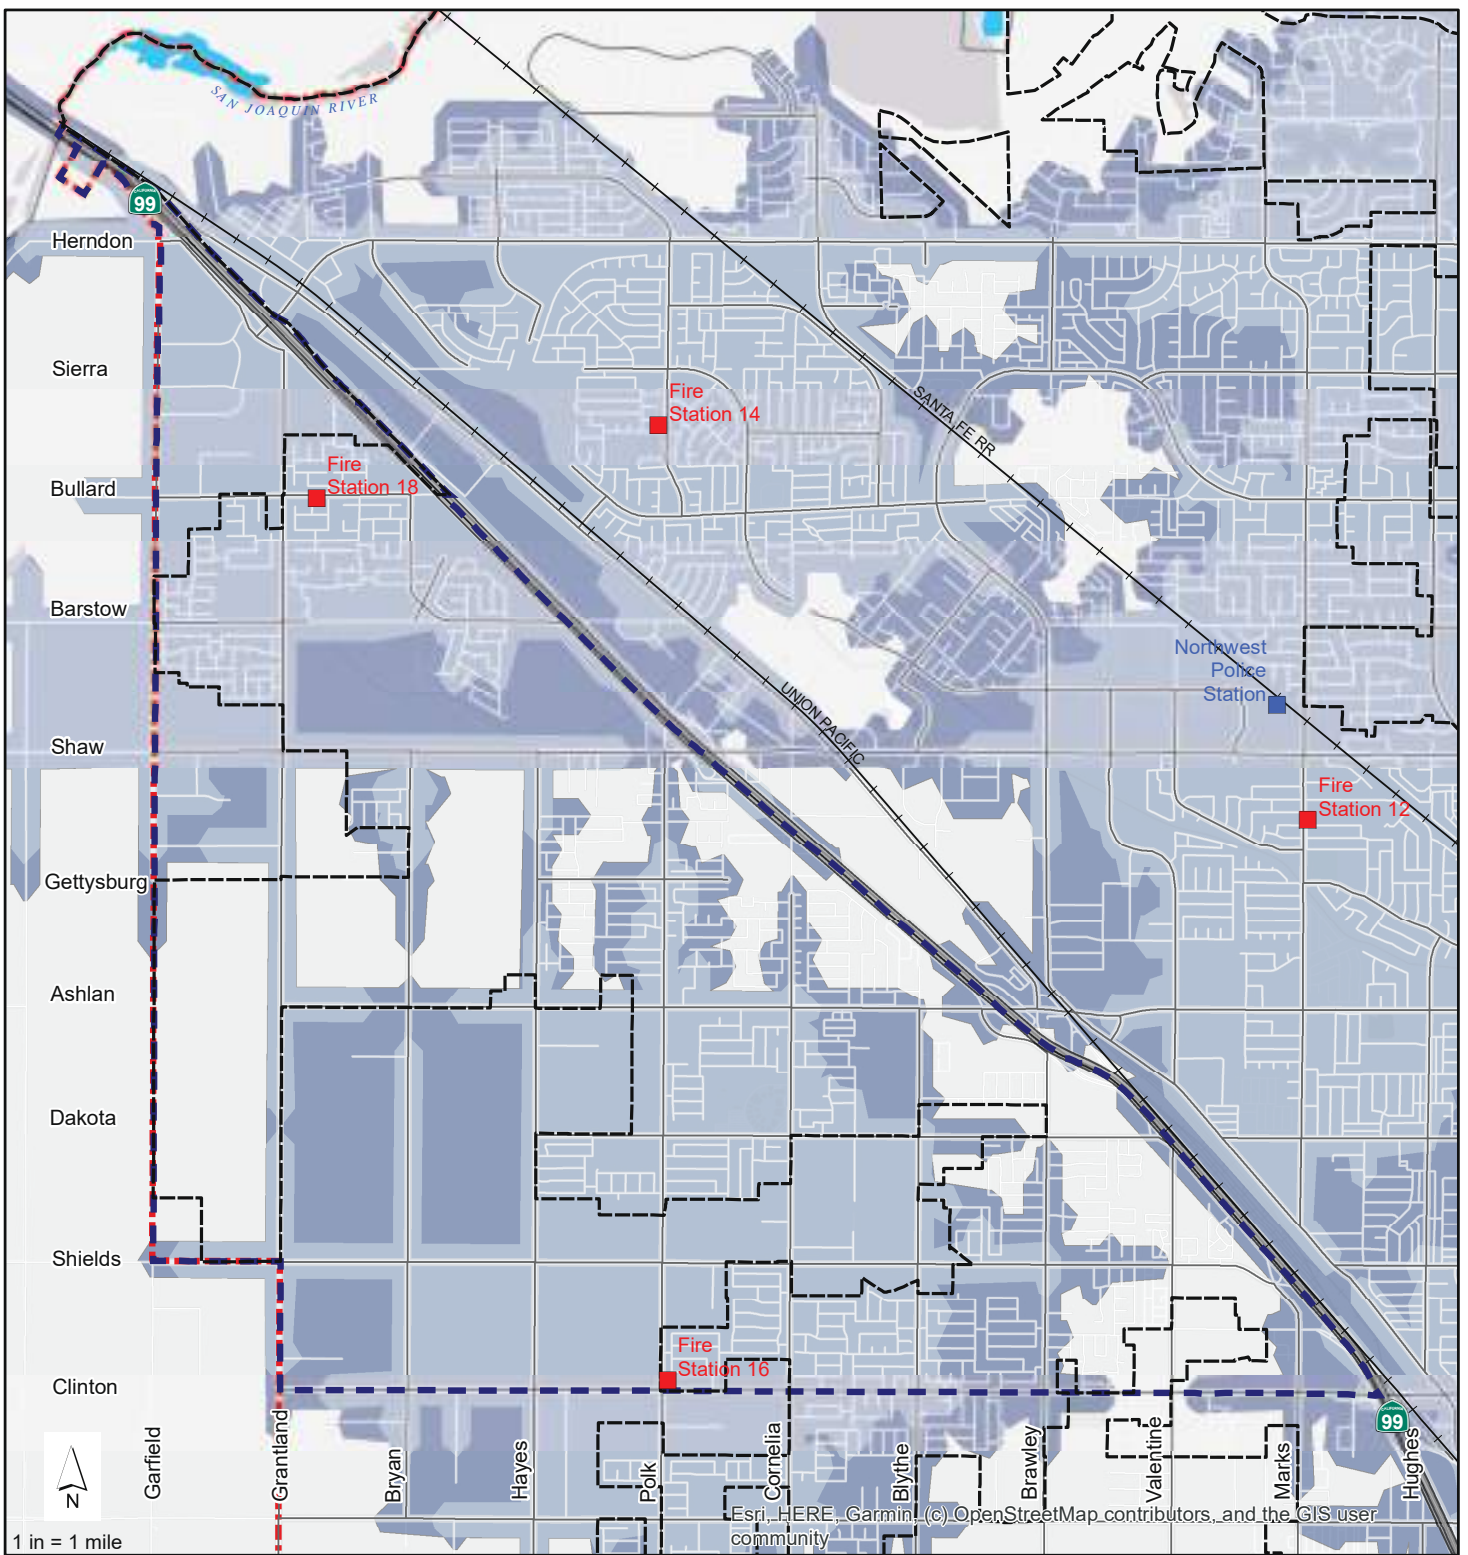 SAN JOAQUIN RIVER
CALIFORNIA
99
Herndon
Sierra
Fire
Station 14
SANTA FE RR
Fire
Station 18
Bullard
Barstow
Northwest
Police
Station
UNION PACIFIC
Shaw
Fire
Station 12
Gettysburg
Ashlan
Dakota
Shields
Fire
Station 16
Clinton
CALIFORNIA
99
Garfield
Grantland
Bryan
Hayes
Polk
Cornelia
Blythe
Brawley
Valentine
Marks
Hughes
N
1 in = 1 mile
Esri, HERE, Garmin, (c) OpenStreetMap contributors, and the GIS user
community